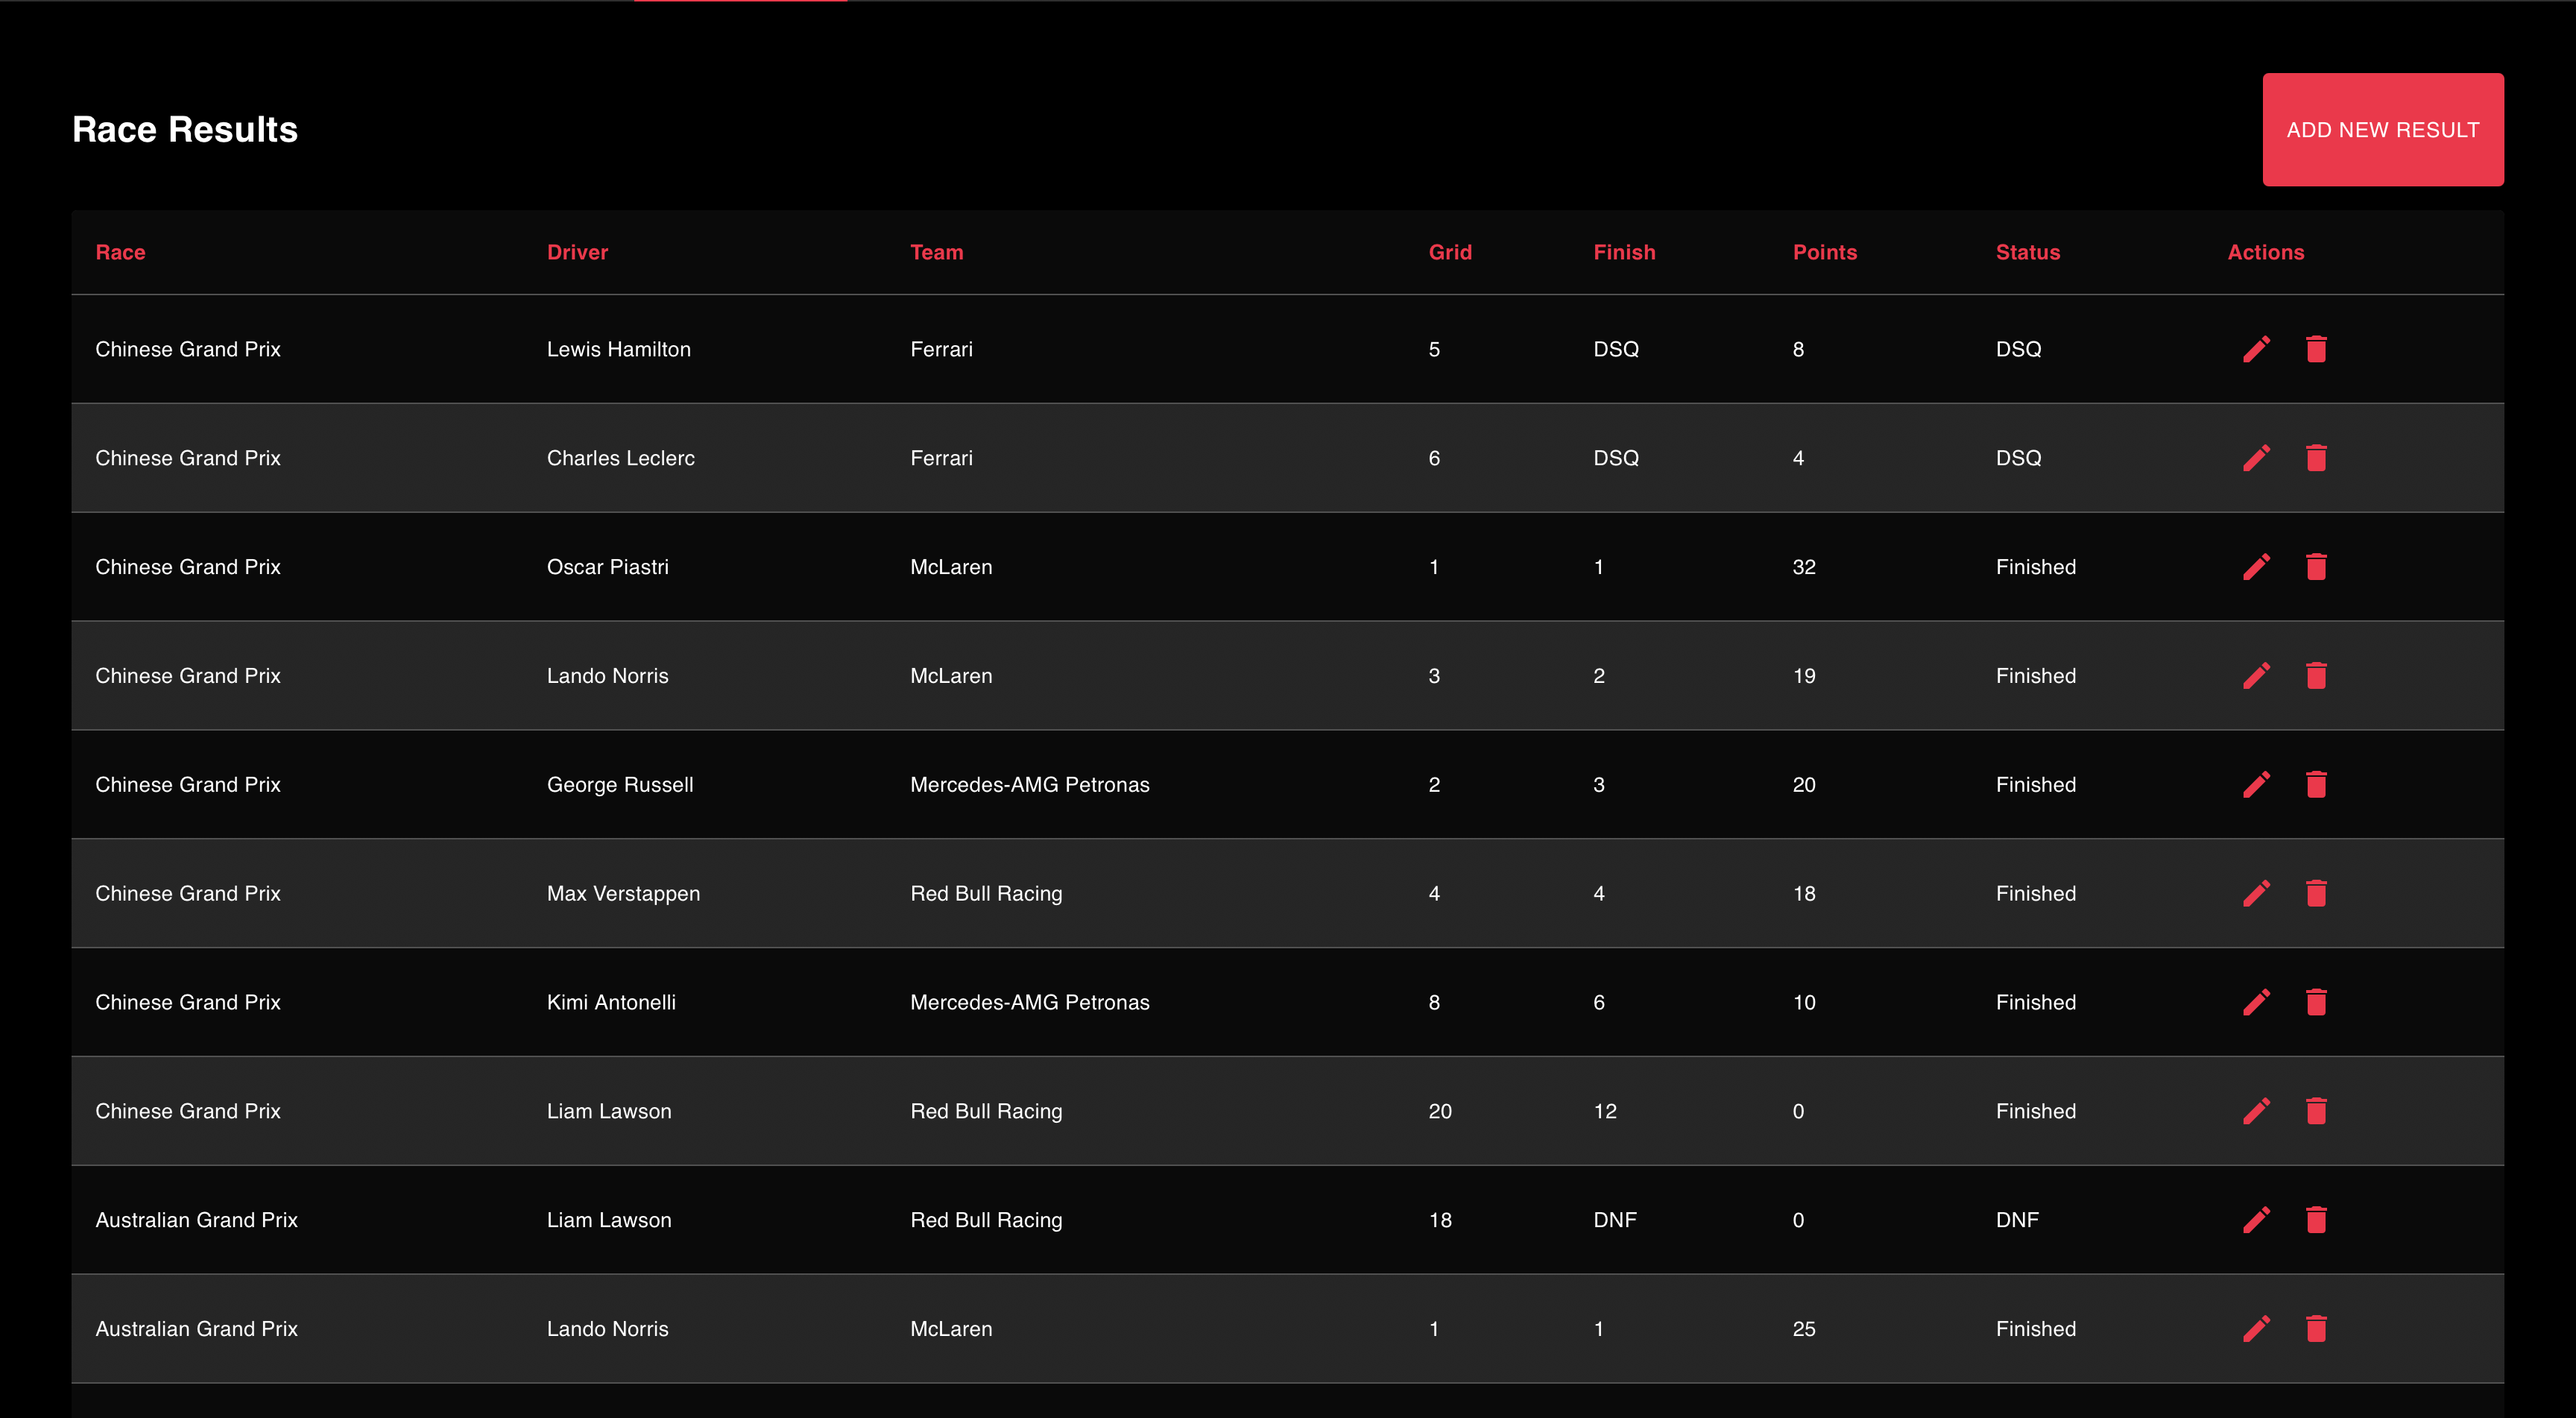 Race Results
ADD NEW RESULT
Race Driver Team Grid Finish Points Status Actions
Chinese Grand Prix Lewis Hamilton Ferrari 5 DSQ 8 DSQ
Chinese Grand Prix Charles Leclerc Ferrari 6 DSQ 4 DSQ
Chinese Grand Prix Oscar Piastri McLaren 1 1 32 Finished
Chinese Grand Prix Lando Norris McLaren 3 2 19 Finished
Chinese Grand Prix George Russell Mercedes-AMG Petronas 2 3 20 Finished
Chinese Grand Prix Max Verstappen Red Bull Racing 4 4 18 Finished
Chinese Grand Prix Kimi Antonelli Mercedes-AMG Petronas 8 6 10 Finished
Chinese Grand Prix Liam Lawson Red Bull Racing 20 12 0 Finished
Australian Grand Prix Liam Lawson Red Bull Racing 18 DNF 0 DNF
Australian Grand Prix Lando Norris McLaren 1 1 25 Finished